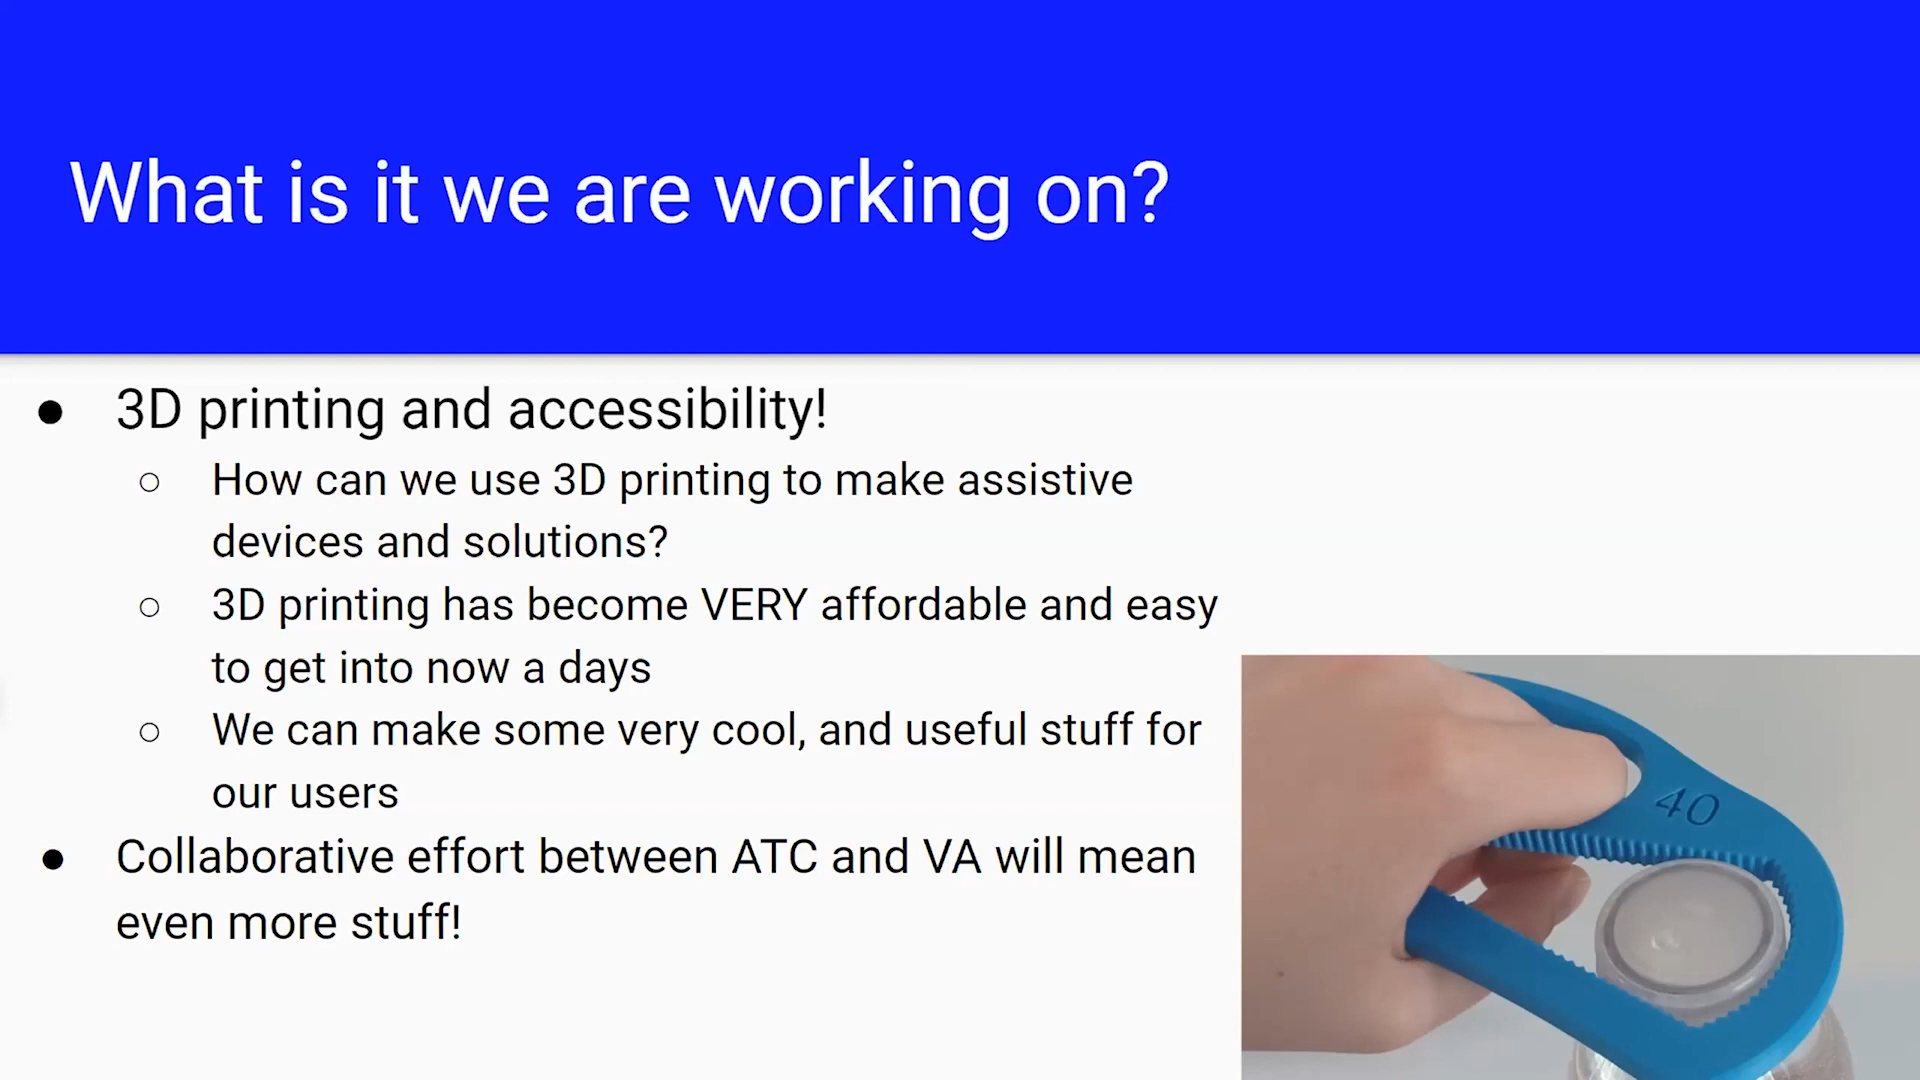 What is it we are working on?
● 3D printing and accessibility!
○ How can we use 3D printing to make assistive
devices and solutions?
○ 3D printing has become VERY affordable and easy
to get into now a days
○ We can make some very cool, and useful stuff for
our users
● Collaborative effort between ATC and VA will mean
even more stuff!
40